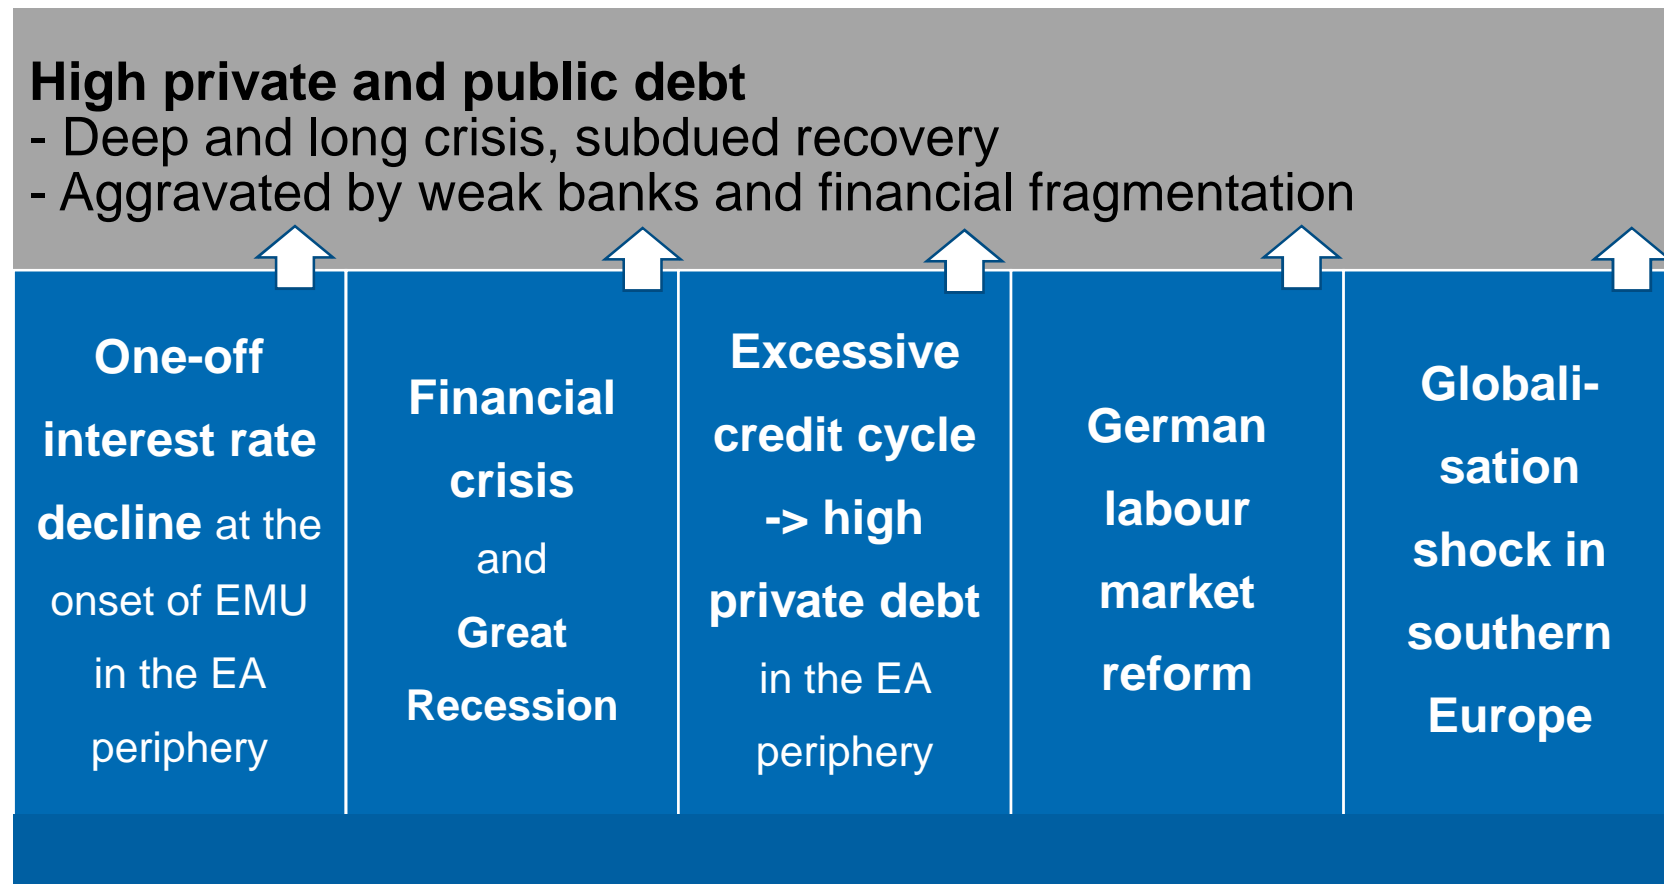 High private and public debt
- Deep and long crisis, subdued recovery
- Aggravated by weak banks and financial fragmentation
One-off
interest rate
decline at the
onset of EMU
in the EA
periphery
Financial
crisis
and
Great
Recession
Excessive
credit cycle
-> high
private debt
in the EA
periphery
German
labour
market
reform
Globali-
sation
shock in
southern
Europe